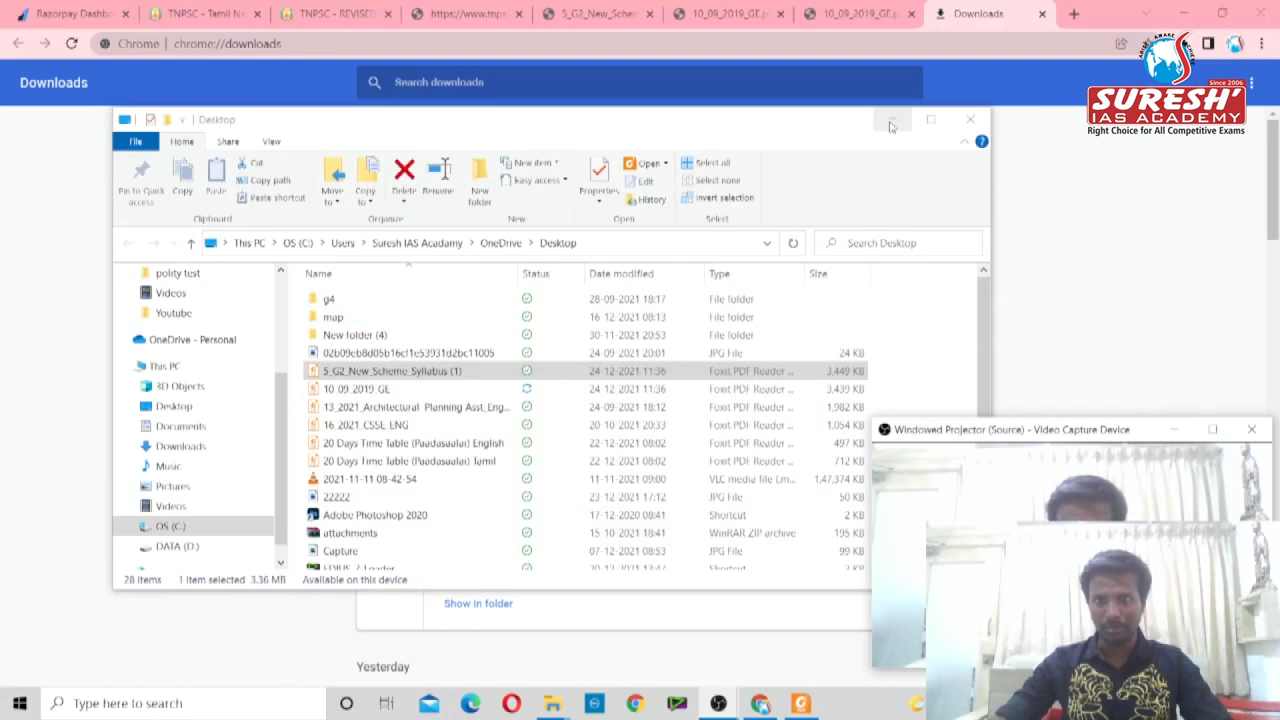 Razorpay Dashbo
TNPSC - Tamil Na
TNPSC - REVISED
https://www.tnps
5_G2_New_Schem
10_09_2019_GE.p
10_09_2019_GE.p
Downloads
Chrome | chrome://downloads
Downloads
Search downloads
Since 2006
SURESH'
IAS ACADEMY
Right Choice for All Competitive Exams
Desktop
File Home Share View
Pin to Quick access
Copy
Paste
Cut
Copy path
Paste shortcut
Clipboard
Move to
Copy to
Delete
Rename
Organize
New folder
New item
Easy access
New
Properties
Open
Edit
History
Open
Select all
Select none
Invert selection
Select
This PC > OS (C:) > Users > Suresh IAS Academy > OneDrive > Desktop
Search Desktop
polity test
Videos
Youtube
OneDrive - Personal
This PC
3D Objects
Desktop
Documents
Downloads
Music
Pictures
Videos
OS (C:)
DATA (D:)
Name Status Date modified Type Size
g4 28-09-2021 18:17 File folder
map 16-12-2021 08:13 File folder
New folder (4) 30-11-2021 20:53 File folder
24-09-2021 20:01 JPG File 24 KB
5_G2_New_Scheme_Syllabus (1) 24-12-2021 11:36 Foxit PDF Reader ... 3,449 KB
10_09_2019_GE 24-12-2021 11:36 Foxit PDF Reader ... 3,439 KB
13_2021_Architectural_Planning_Asst_Eng... 24-09-2021 18:12 Foxit PDF Reader ... 1,982 KB
16_2021_CSSE_ENG 20-10-2021 20:33 Foxit PDF Reader ... 1,054 KB
20 Days Time Table (Paadasaalai) English 22-12-2021 08:02 Foxit PDF Reader ... 497 KB
20 Days Time Table (Paadasaalai) Tamil 22-12-2021 08:02 Foxit PDF Reader ... 712 KB
2021-11-11 08-42-54 11-11-2021 09:00 VLC media file (.m... 1,47,374 KB
22222 23-12-2021 17:12 JPG File 50 KB
Adobe Photoshop 2020 17-12-2020 08:41 Shortcut 2 KB
attachments 15-10-2021 18:41 WinRAR ZIP archive 195 KB
Capture 07-12-2021 08:53 JPG File 99 KB
28 items 1 item selected 3.36 MB Available on this device
Windowed Projector (Source) - Video Capture Device
Show in folder
Yesterday
Type here to search